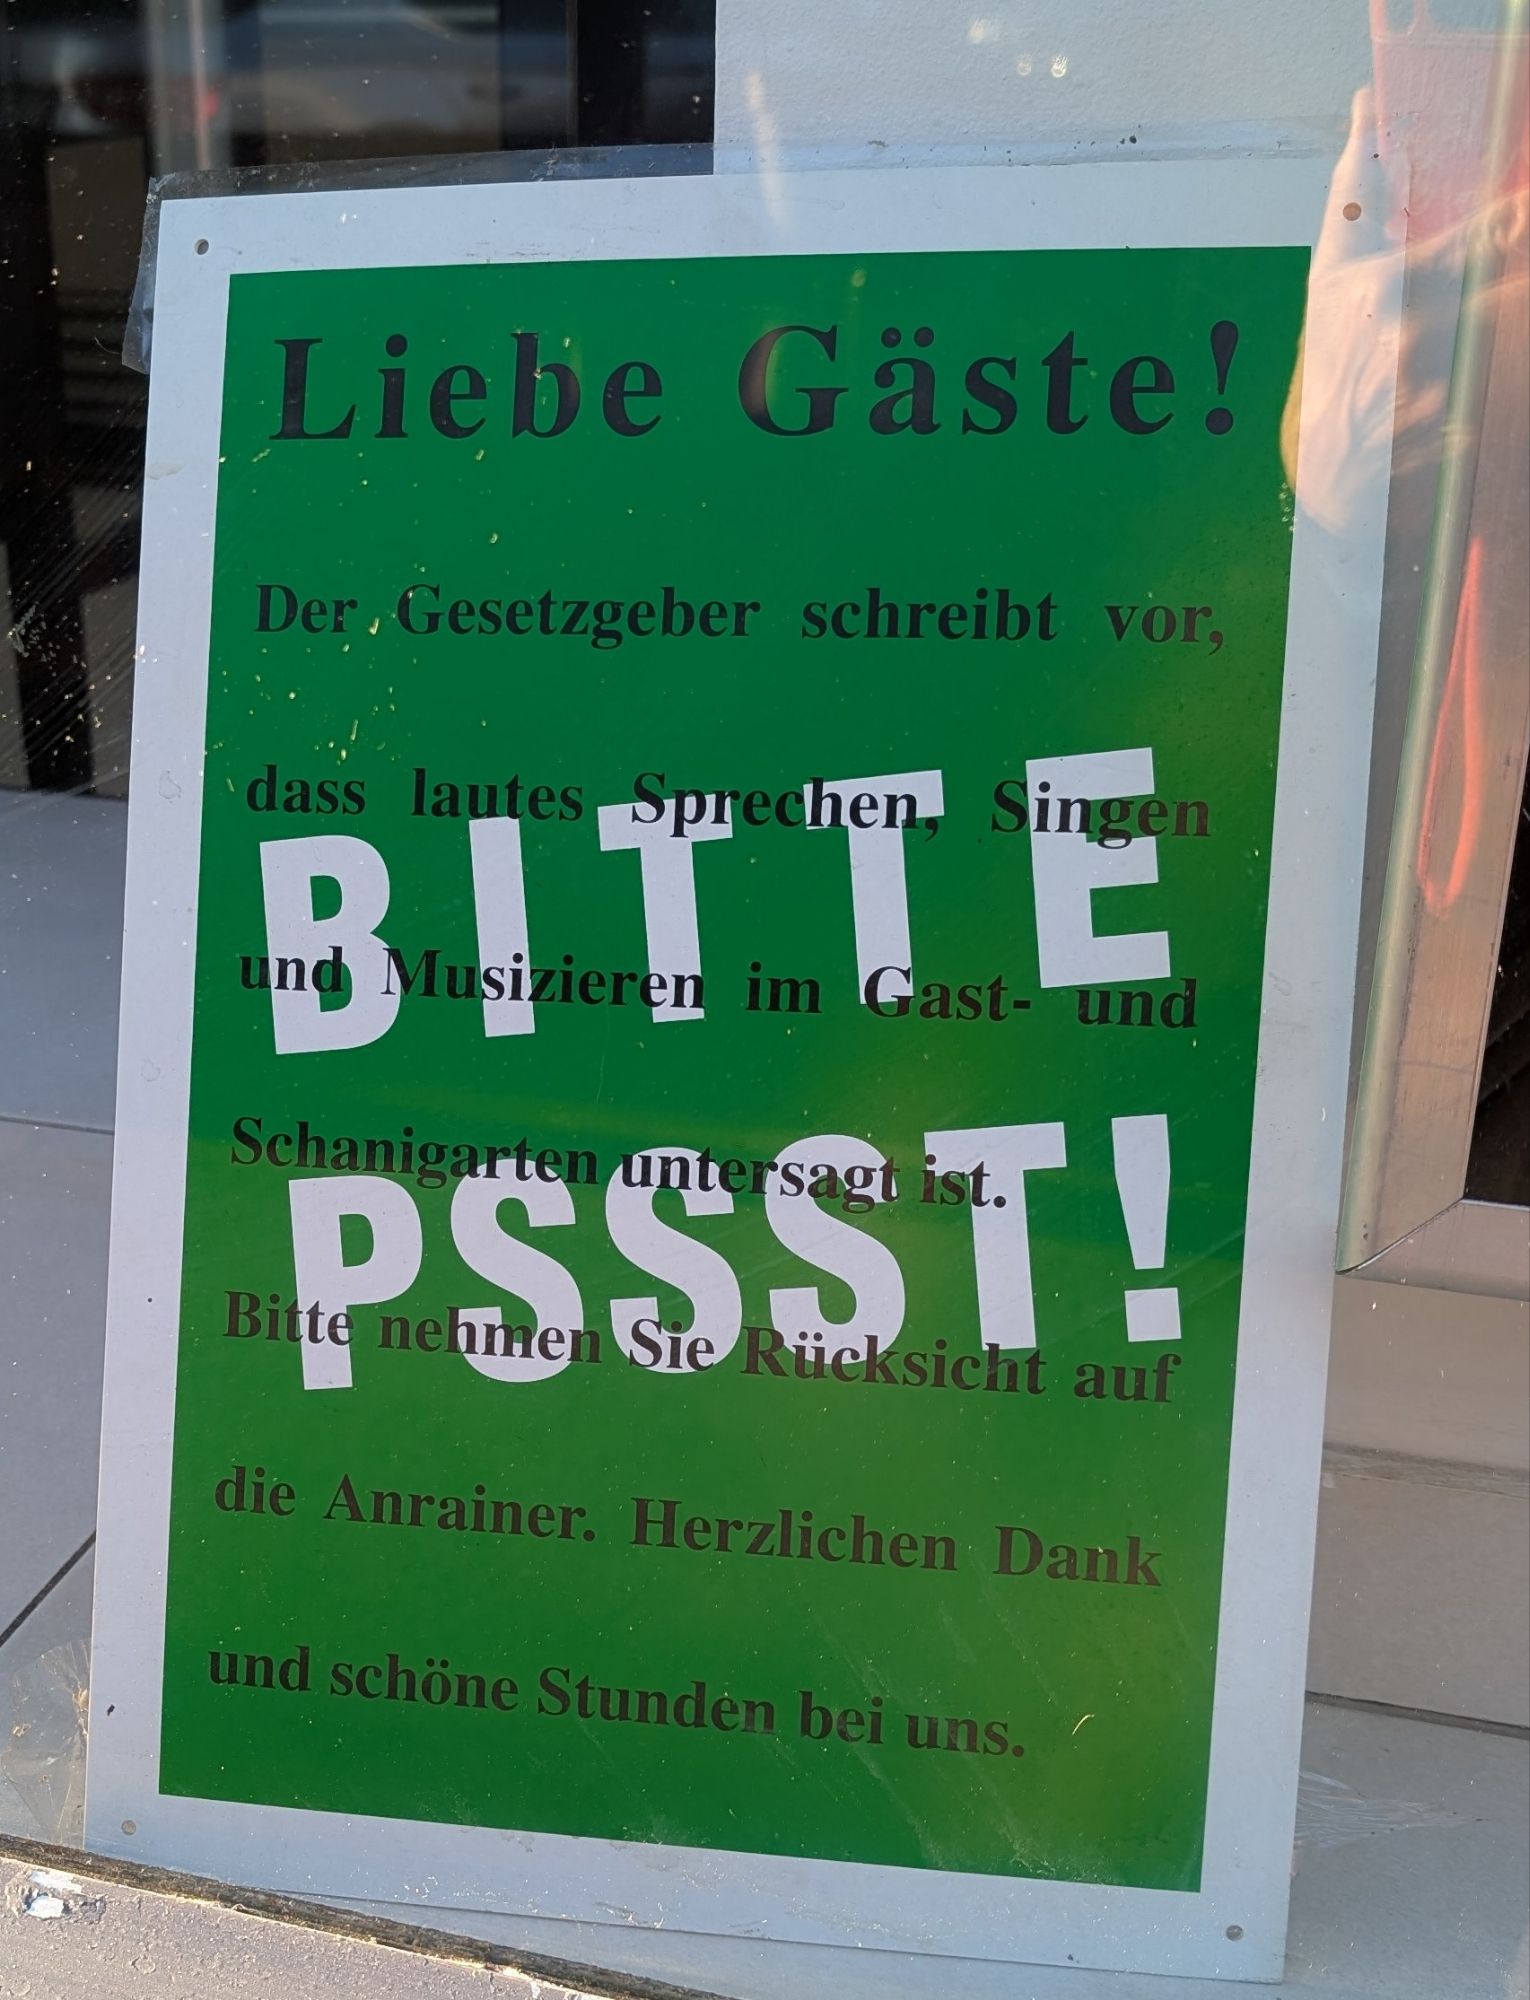 Liebe Gäste!
Der Gesetzgeber schreibt vor,
dass lautes Sprechen, Singen
BITTE
und Musizieren im Gast- und
Schanigarten untersagt ist.
PSSST!
Bitte nehmen Sie Rücksicht auf
die Anrainer. Herzlichen Dank
und schöne Stunden bei uns.